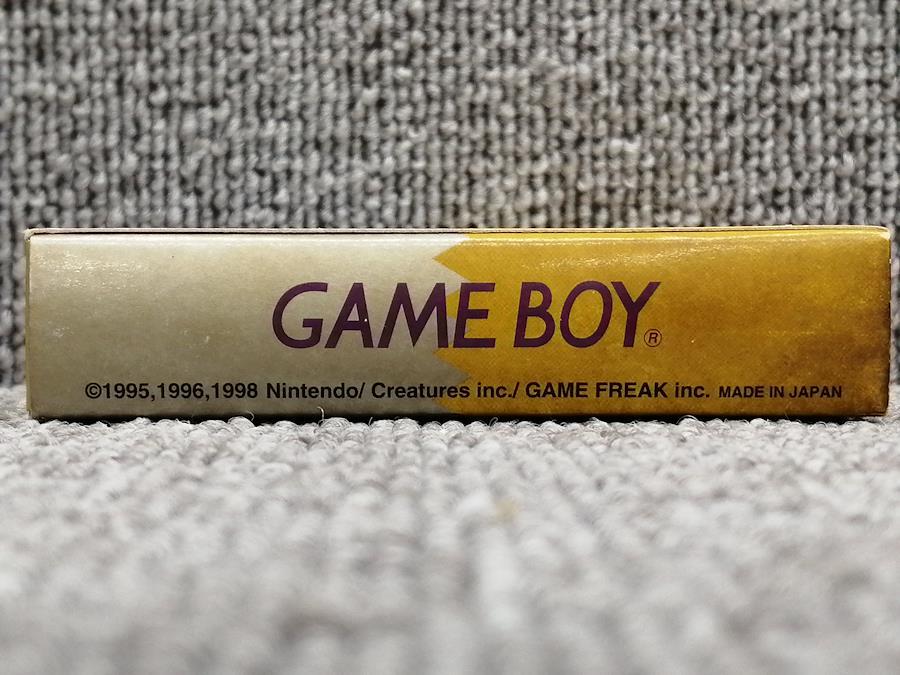 GAME BOY®
©1995,1996,1998 Nintendo/ Creatures inc./ GAME FREAK inc. MADE IN JAPAN